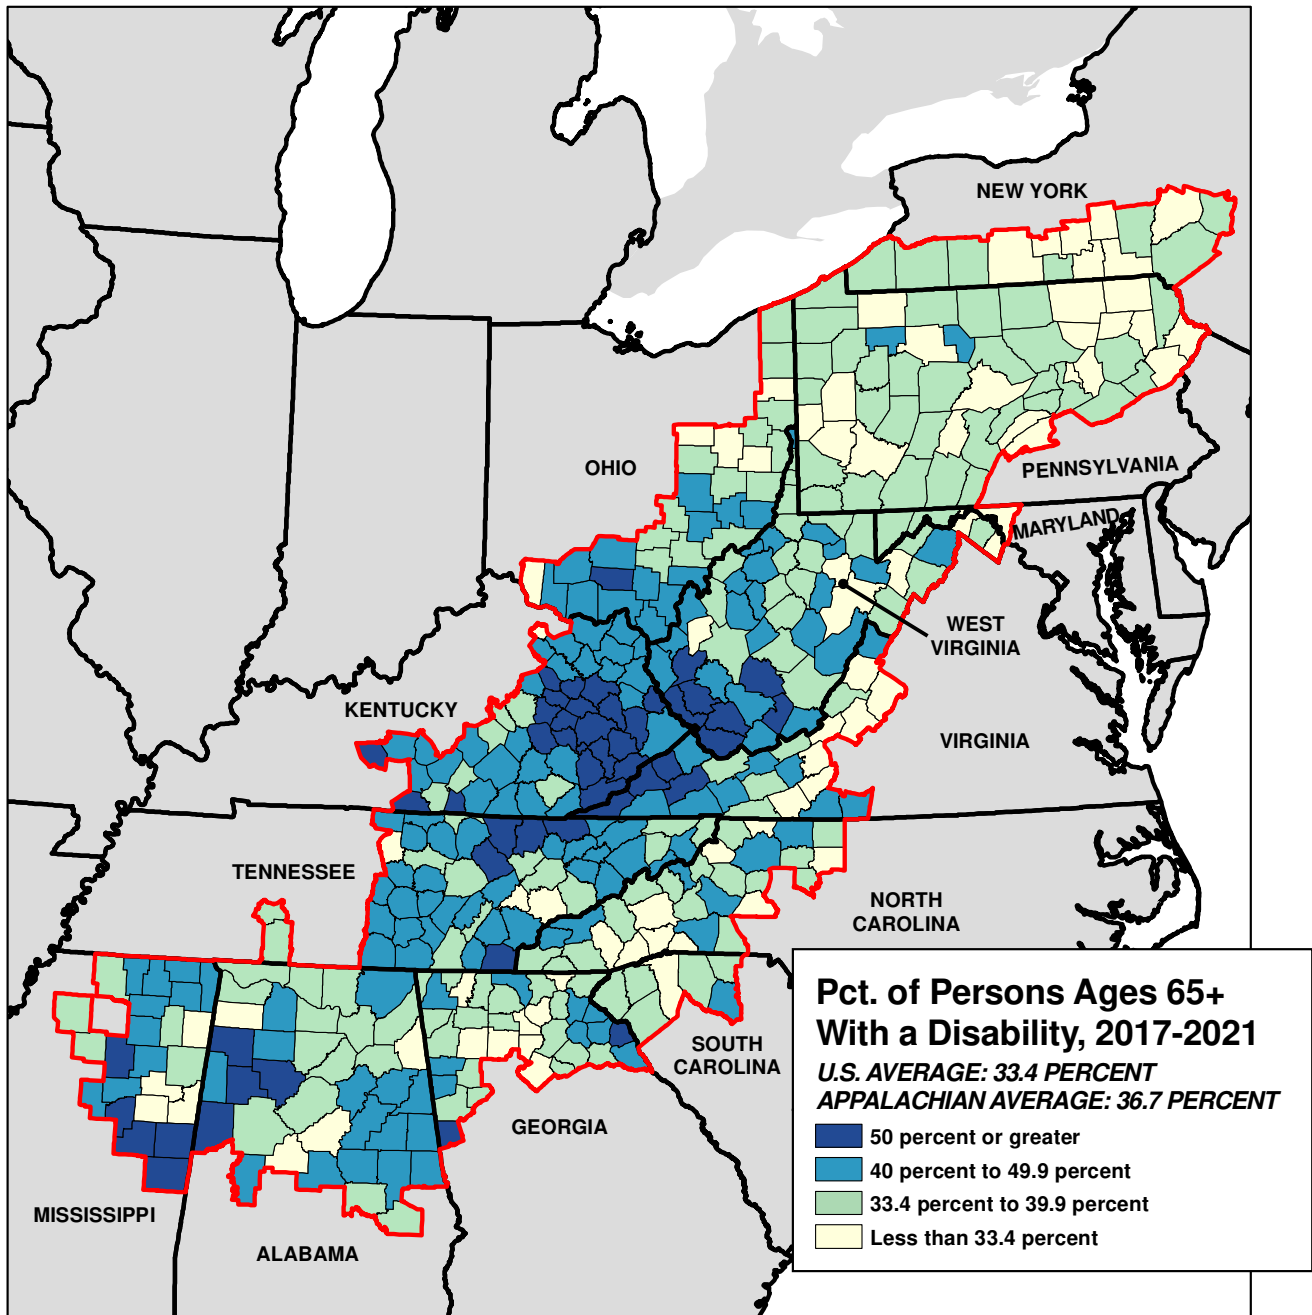 NEW YORK
OHIO
PENNSYLVANIA
MARYLAND
WEST
VIRGINIA
KENTUCKY
VIRGINIA
TENNESSEE
NORTH
CAROLINA
SOUTH
CAROLINA
GEORGIA
MISSISSIPPI
ALABAMA
Pct. of Persons Ages 65+
With a Disability, 2017-2021
U.S. AVERAGE: 33.4 PERCENT
APPALACHIAN AVERAGE: 36.7 PERCENT
50 percent or greater
40 percent to 49.9 percent
33.4 percent to 39.9 percent
Less than 33.4 percent